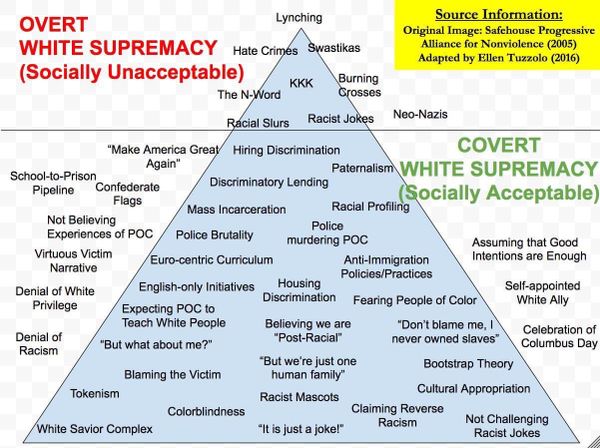 Lynching
OVERT
WHITE SUPREMACY
(Socially Unacceptable)
Source Information:
Original Image: Safehouse Progressive
Alliance for Nonviolence (2005)
Adapted by Ellen Tuzzolo (2016)
Hate Crimes
Swastikas
KKK
Burning
Crosses
The N-Word
Neo-Nazis
Racial Slurs
Racist Jokes
COVERT
WHITE SUPREMACY
(Socially Acceptable)
"Make America Great
Again"
Hiring Discrimination
Paternalism
School-to-Prison
Pipeline
Confederate
Flags
Discriminatory Lending
Mass Incarceration
Racial Profiling
Not Believing
Experiences of POC
Police Brutality
Police
murdering POC
Assuming that Good
Intentions are Enough
Virtuous Victim
Narrative
Euro-centric Curriculum
Anti-Immigration
Policies/Practices
Denial of White
Privilege
English-only Initiatives
Housing
Discrimination
Fearing People of Color
Self-appointed
White Ally
Expecting POC to
Teach White People
Believing we are
"Post-Racial"
"Don't blame me, I
never owned slaves"
Celebration of
Columbus Day
Denial of
Racism
"But what about me?"
"But we're just one
human family"
Bootstrap Theory
Blaming the Victim
Tokenism
Racist Mascots
Cultural Appropriation
Colorblindness
Claiming Reverse
Racism
Not Challenging
Racist Jokes
White Savior Complex
"It is just a joke!"